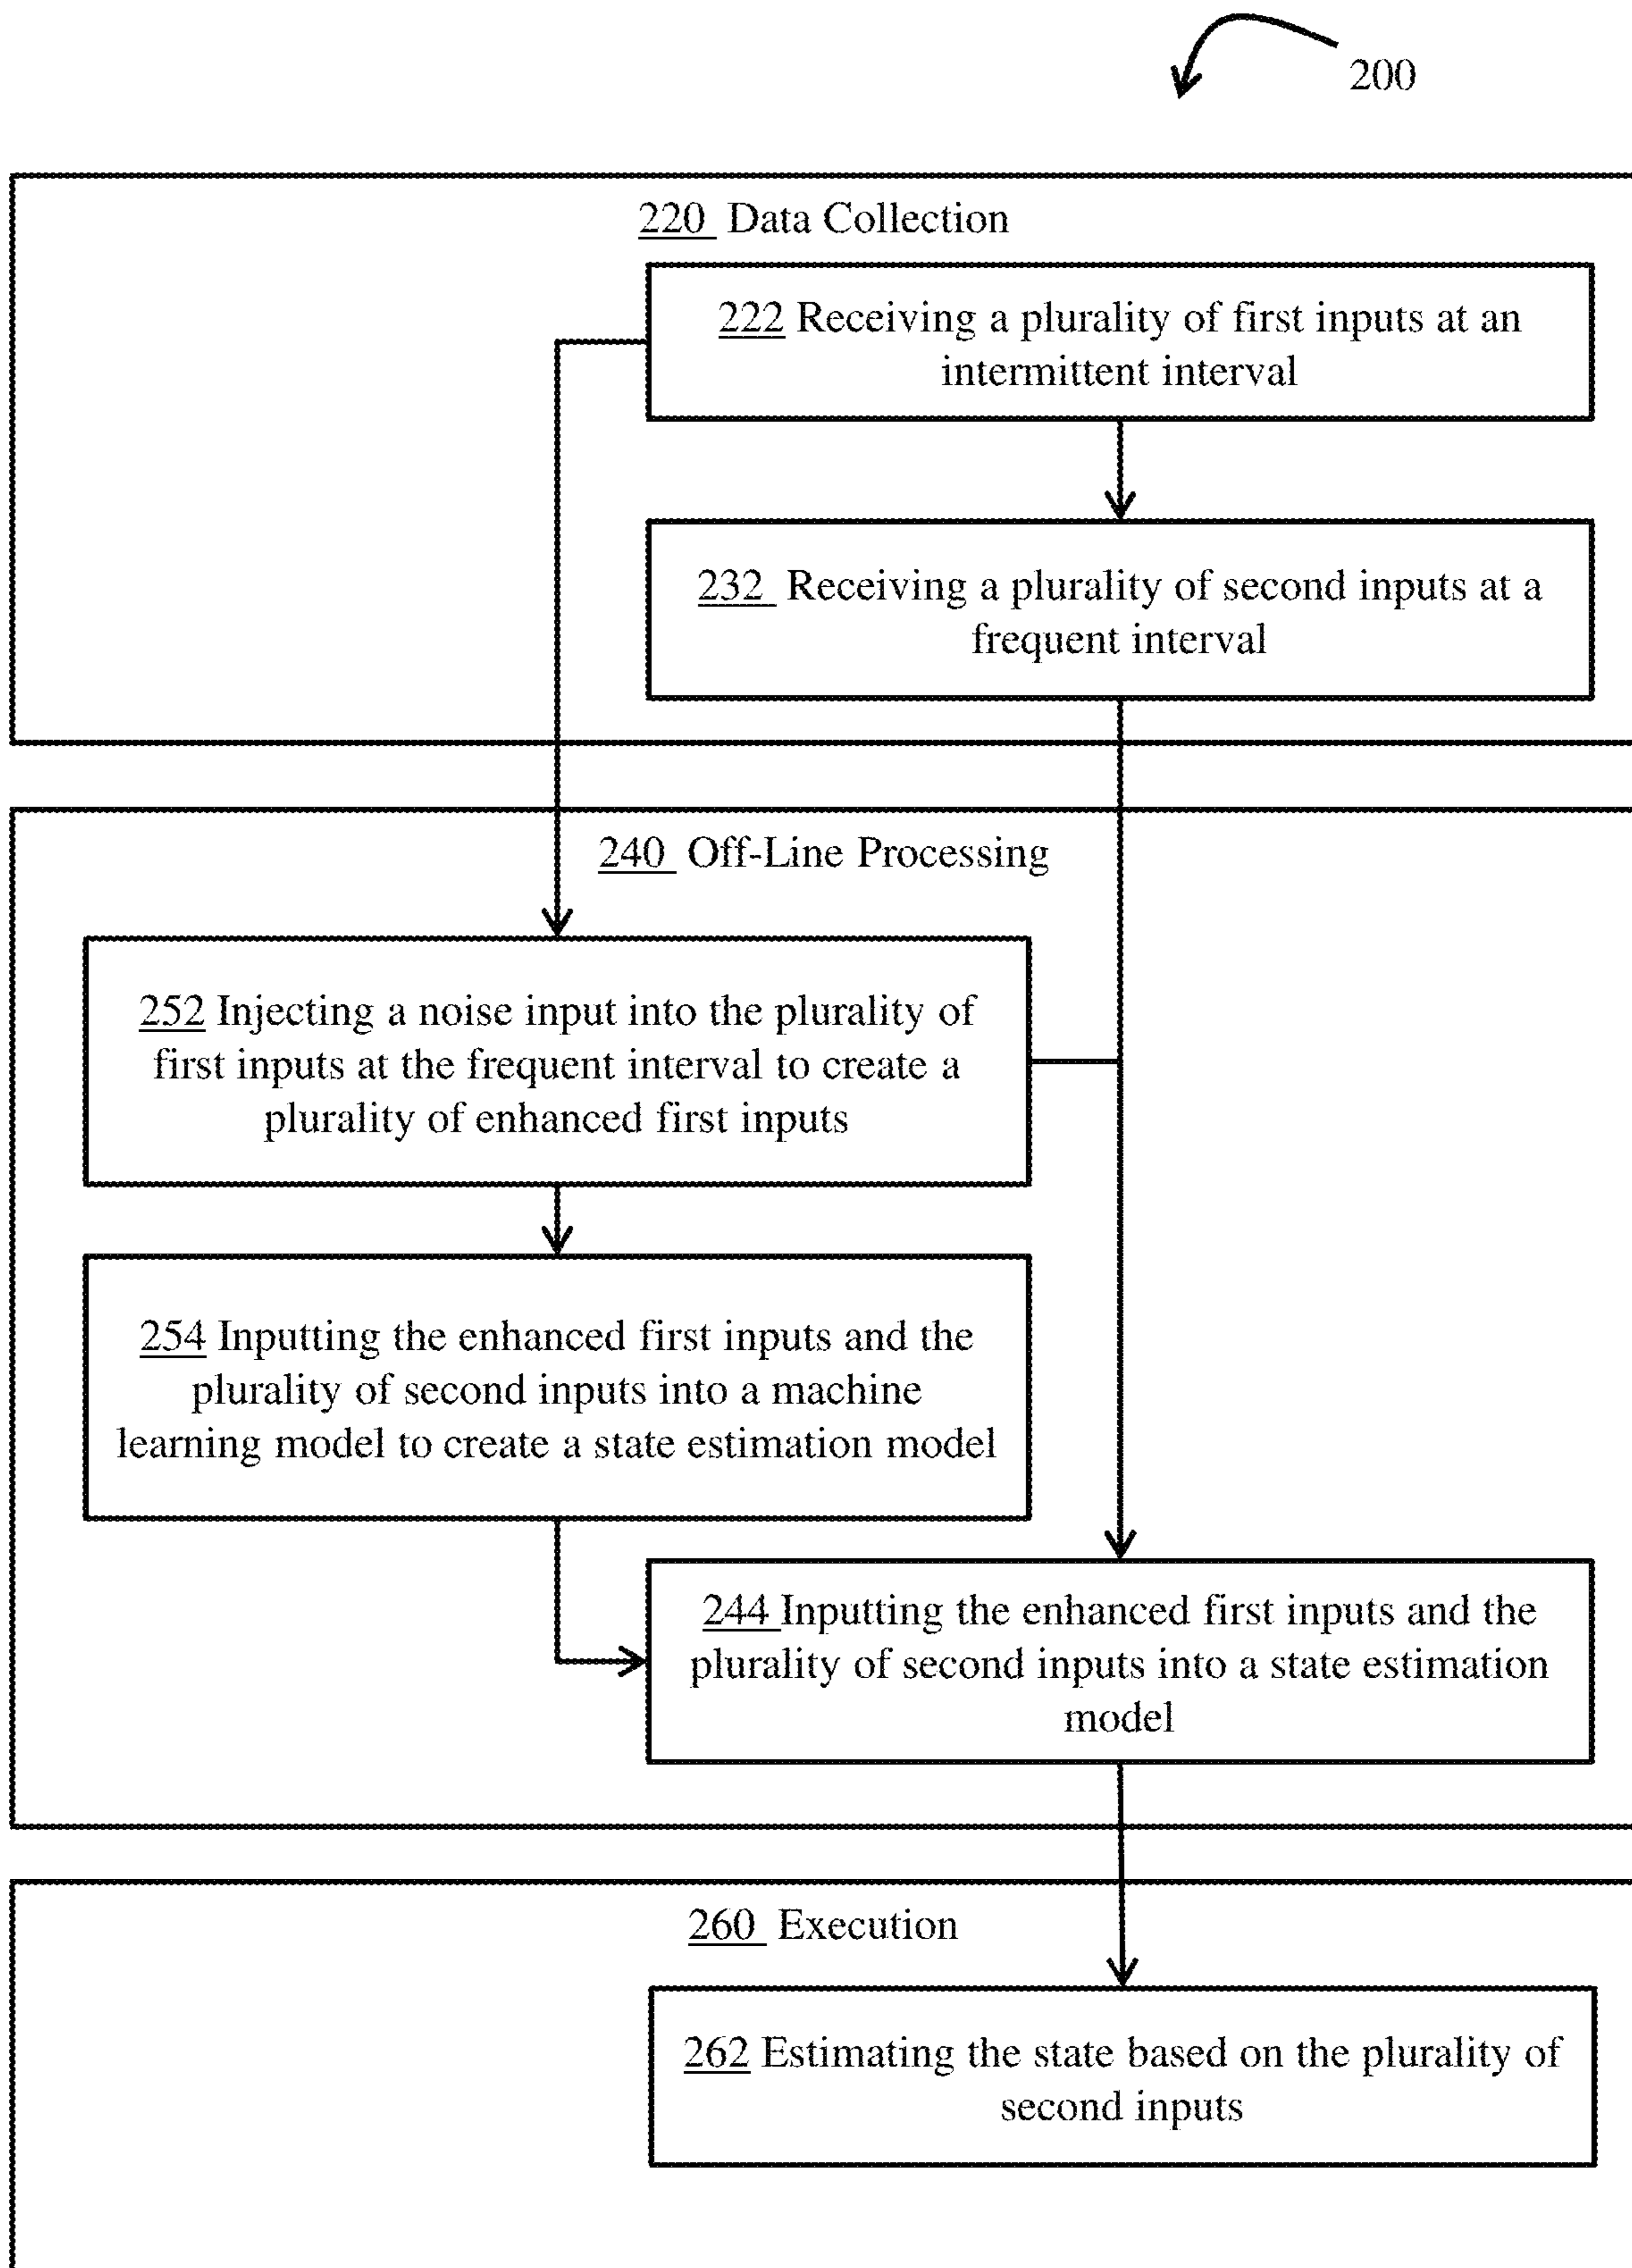 200
220 Data Collection
222 Receiving a plurality of first inputs at an
intermittent interval
232 Receiving a plurality of second inputs at a
frequent interval
240 Off-Line Processing
252 Injecting a noise input into the plurality of
first inputs at the frequent interval to create a
plurality of enhanced first inputs
254 Inputting the enhanced first inputs and the
plurality of second inputs into a machine
learning model to create a state estimation model
244 Inputting the enhanced first inputs and the
plurality of second inputs into a state estimation
model
260 Execution
262 Estimating the state based on the plurality of
second inputs